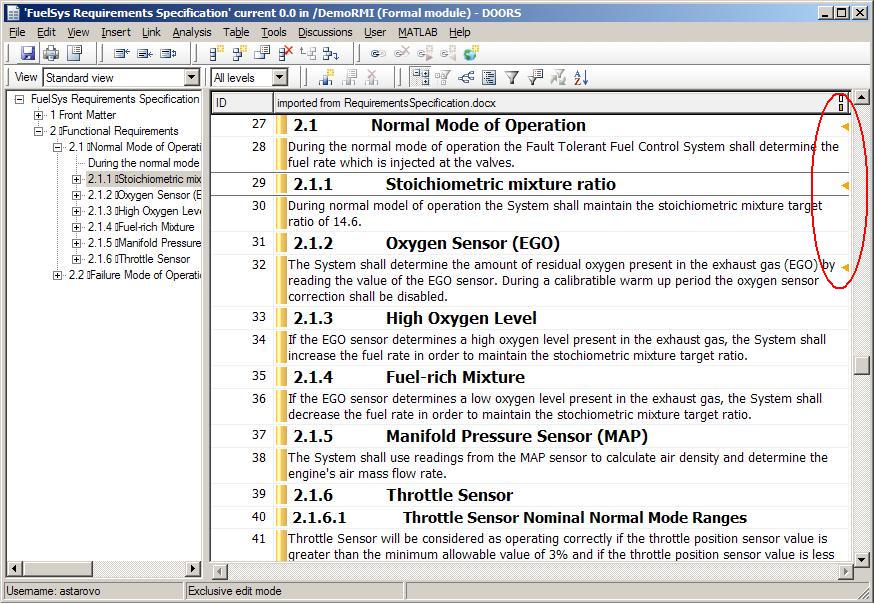 'FuelSys Requirements Specification' current 0.0 in /DemoRMI (Formal module) - DOORS
File Edit View Insert Link Analysis Table Tools Discussions User MATLAB Help
View Standard view All levels
FuelSys Requirements Specification
1 Front Matter
2 Functional Requirements
2.1 Normal Mode of Operati
During the normal mode
2.1.1 Stoichiometric mix
2.1.2 Oxygen Sensor (E
2.1.3 High Oxygen Leve
2.1.4 Fuel-rich Mixture
2.1.5 Manifold Pressure
2.1.6 Throttle Sensor
2.2 Failure Mode of Operati
ID imported from RequirementsSpecification.docx
27 2.1 Normal Mode of Operation
28 During the normal mode of operation the Fault Tolerant Fuel Control System shall determine the
fuel rate which is injected at the valves.
29 2.1.1 Stoichiometric mixture ratio
30 During normal model of operation the System shall maintain the stoichiometric mixture target
ratio of 14.6.
31 2.1.2 Oxygen Sensor (EGO)
32 The System shall determine the amount of residual oxygen present in the exhaust gas (EGO) by
reading the value of the EGO sensor. During a calibratible warm up period the oxygen sensor
correction shall be disabled.
33 2.1.3 High Oxygen Level
34 If the EGO sensor determines a high oxygen level present in the exhaust gas, the System shall
increase the fuel rate in order to maintain the stochiometric mixture target ratio.
35 2.1.4 Fuel-rich Mixture
36 If the EGO sensor determines a low oxygen level present in the exhaust gas, the System shall
decrease the fuel rate in order to maintain the stochiometric mixture target ratio.
37 2.1.5 Manifold Pressure Sensor (MAP)
38 The System shall use readings from the MAP sensor to calculate air density and determine the
engine's air mass flow rate.
39 2.1.6 Throttle Sensor
40 2.1.6.1 Throttle Sensor Nominal Normal Mode Ranges
41 Throttle Sensor will be considered as operating correctly if the throttle position sensor value is
greater than the minimum allowable value of 3% and if the throttle position sensor value is less
Username: astarovo Exclusive edit mode